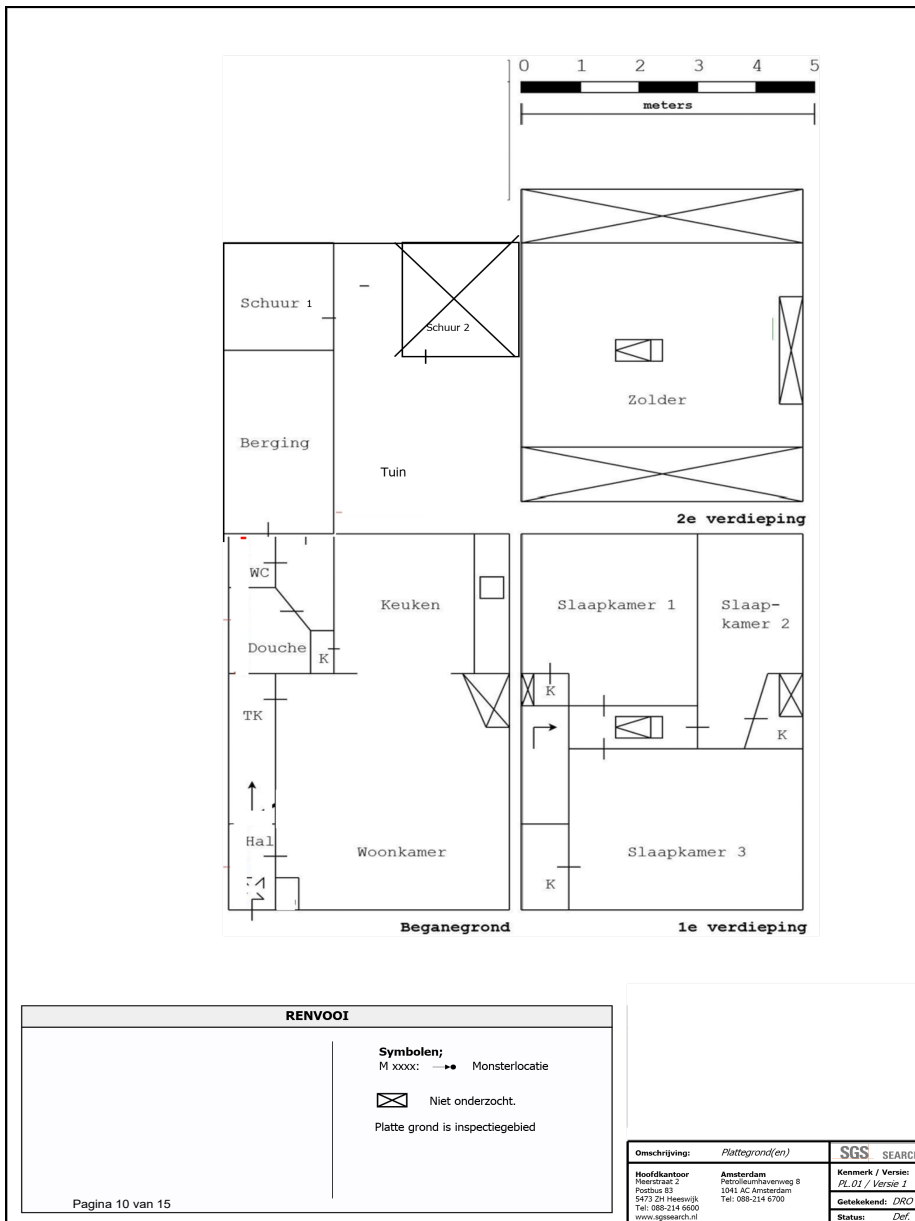 0 1 2 3 4 5
meters
Schuur 1
Schuur 2
Zolder
Berging
Tuin
2e verdieping
WC
Keuken
Slaapkamer 1
Slaap-
kamer 2
Douche
K
K
TK
K
Hal
Woonkamer
Slaapkamer 3
K
Beganegrond
1e verdieping
RENVOOI
Symbolen;
M xxxx: Monsterlocatie
Niet onderzocht.
Platte grond is inspectiegebied
Pagina 10 van 15
Omschrijving: Plattegrond(en)
SGS SEARCH
Hoofdkantoor
Meerstraat 2
Postbus 83
5473 ZH Heeswijk
Tel: 088-214 6600
www.sgssearch.nl
Amsterdam
Petrolleumhavenweg 8
1041 AC Amsterdam
Tel: 088-214 6700
Kenmerk / Versie:
PL.01 / Versie 1
Getekekend: DRO
Status: Def.